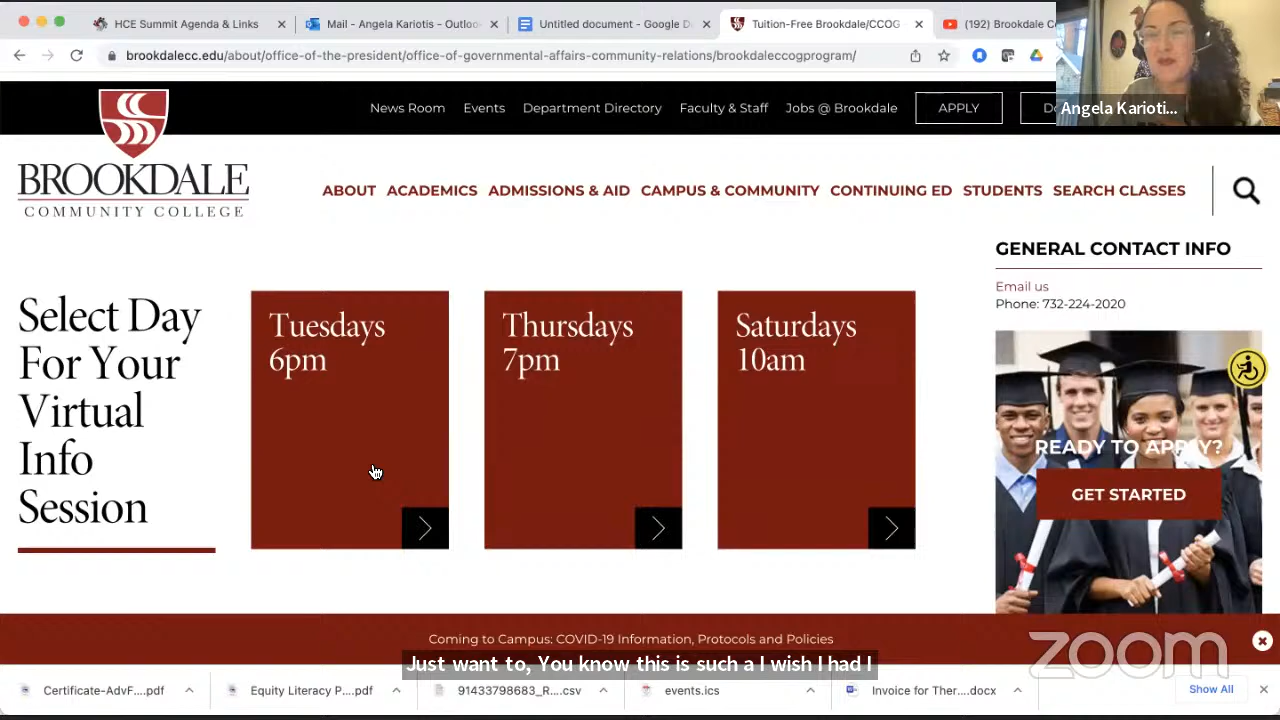 HCE Summit Agenda & Links
Mail - Angela Kariotis - Outloo
Untitled document - Google D
Tuition-Free Brookdale/CCOG
(192) Brookdale Co
brookdalecc.edu/about/office-of-the-president/office-of-governmental-affairs-community-relations/brookdaleccogprogram/
Angela Karioti...
News Room Events Department Directory Faculty & Staff Jobs @ Brookdale APPLY
BROOKDALE
COMMUNITY COLLEGE
ABOUT ACADEMICS ADMISSIONS & AID CAMPUS & COMMUNITY CONTINUING ED STUDENTS SEARCH CLASSES
Select Day
For Your
Virtual
Info
Session
Tuesdays
6pm
Thursdays
7pm
Saturdays
10am
GENERAL CONTACT INFO
Email us
Phone: 732-224-2020
READY TO APPLY?
GET STARTED
Coming to Campus: COVID-19 Information, Protocols and Policies
Just want to, You know this is such a I wish I had I
zoom
Certificate-AdvF....pdf
Equity Literacy P....pdf
91433798683_R....csv
events.ics
Invoice for Ther....docx
Show All